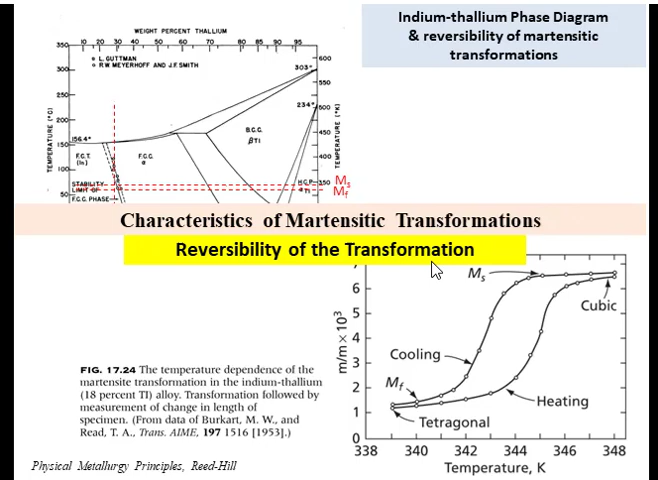 Indium-thallium Phase Diagram
& reversibility of martensitic
transformations
WEIGHT PERCENT THALLIUM
10 20 30 40 50 60 70 80 90 95
L. GUTTMAN
R.W MEYERHOFF AND J.F. SMITH
350
300
250
200
150
100
50
TEMPERATURE (°C)
600
550
500
450
400
350
TEMPERATURE (°K)
303°
234°
156.4°
B.C.C.
βTl
F.C.T.
(In)
F.C.C.
α
H.C.P.
αTl
STABILITY
LIMIT OF
F.C.C. PHASE
Ms
Mf
Characteristics of Martensitic Transformations
Reversibility of the Transformation
FIG. 17.24 The temperature dependence of the
martensite transformation in the indium-thallium
(18 percent Tl) alloy. Transformation followed by
measurement of change in length of
specimen. (From data of Burkart, M. W., and
Read, T. A., Trans. AIME, 197 1516 [1953].)
Physical Metallurgy Principles, Reed-Hill
m/m × 10³
7
6
5
4
3
2
1
0
Ms
Cubic
Cooling
Mf
Heating
Tetragonal
338 340 342 344 346 348
Temperature, K